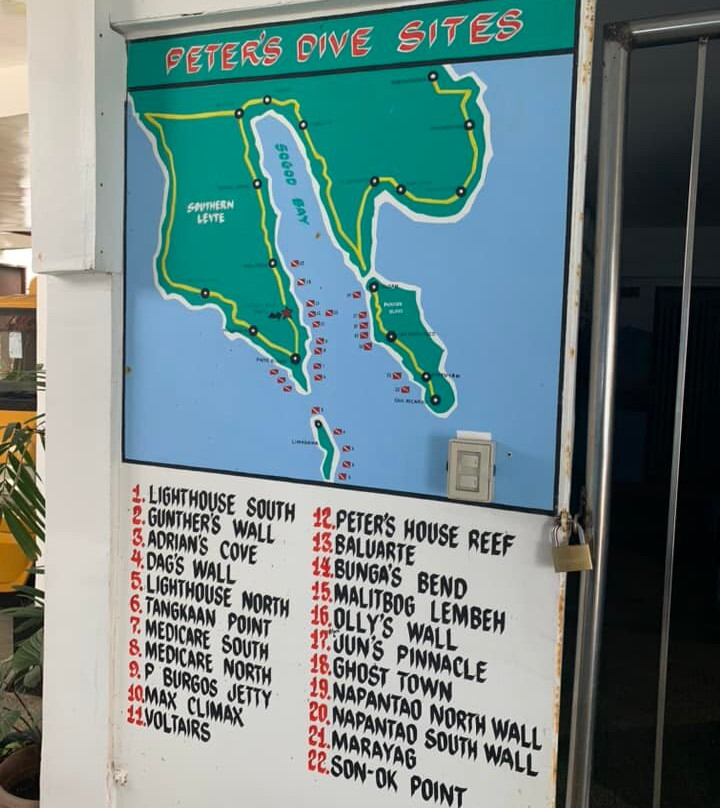 PETER'S DIVE SITES
SOGOD BAY
SOUTHERN
LEYTE
LIMASAWA
1. LIGHTHOUSE SOUTH
2. GUNTHER'S WALL
3. ADRIAN'S COVE
4. DAG'S WALL
5. LIGHTHOUSE NORTH
6. TANGKAAN POINT
7. MEDICARE SOUTH
8. MEDICARE NORTH
9. P BURGOS JETTY
10. MAX CLIMAX
11. VOLTAIRS
12. PETER'S HOUSE REEF
13. BALUARTE
14. BUNGA'S BEND
15. MALITBOG LEMBEH
16. OLLY'S WALL
17. JUN'S PINNACLE
18. GHOST TOWN
19. NAPANTAO NORTH WALL
20. NAPANTAO SOUTH WALL
21. MARAYAG
22. SON-OK POINT